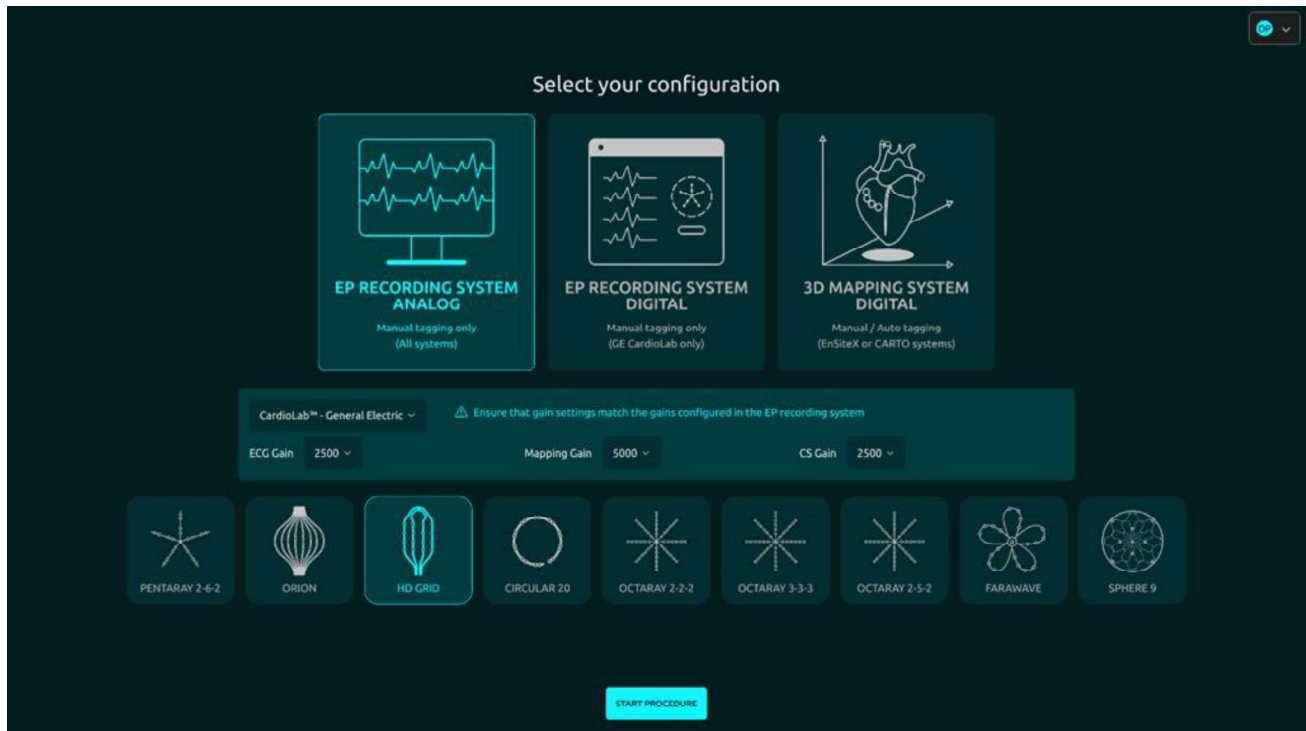 OP
Select your configuration
EP RECORDING SYSTEM
ANALOG
Manual tagging only
(All systems)
EP RECORDING SYSTEM
DIGITAL
Manual tagging only
(GE CardioLab only)
3D MAPPING SYSTEM
DIGITAL
Manual / Auto tagging
(EnSiteX or CARTO systems)
CardioLab™ - General Electric
Ensure that gain settings match the gains configured in the EP recording system
ECG Gain 2500
Mapping Gain 5000
CS Gain 2500
PENTARAY 2-6-2
ORION
HD GRID
CIRCULAR 20
OCTARAY 2-2-2
OCTARAY 3-3-3
OCTARAY 2-5-2
FARAWAVE
SPHERE 9
START PROCEDURE